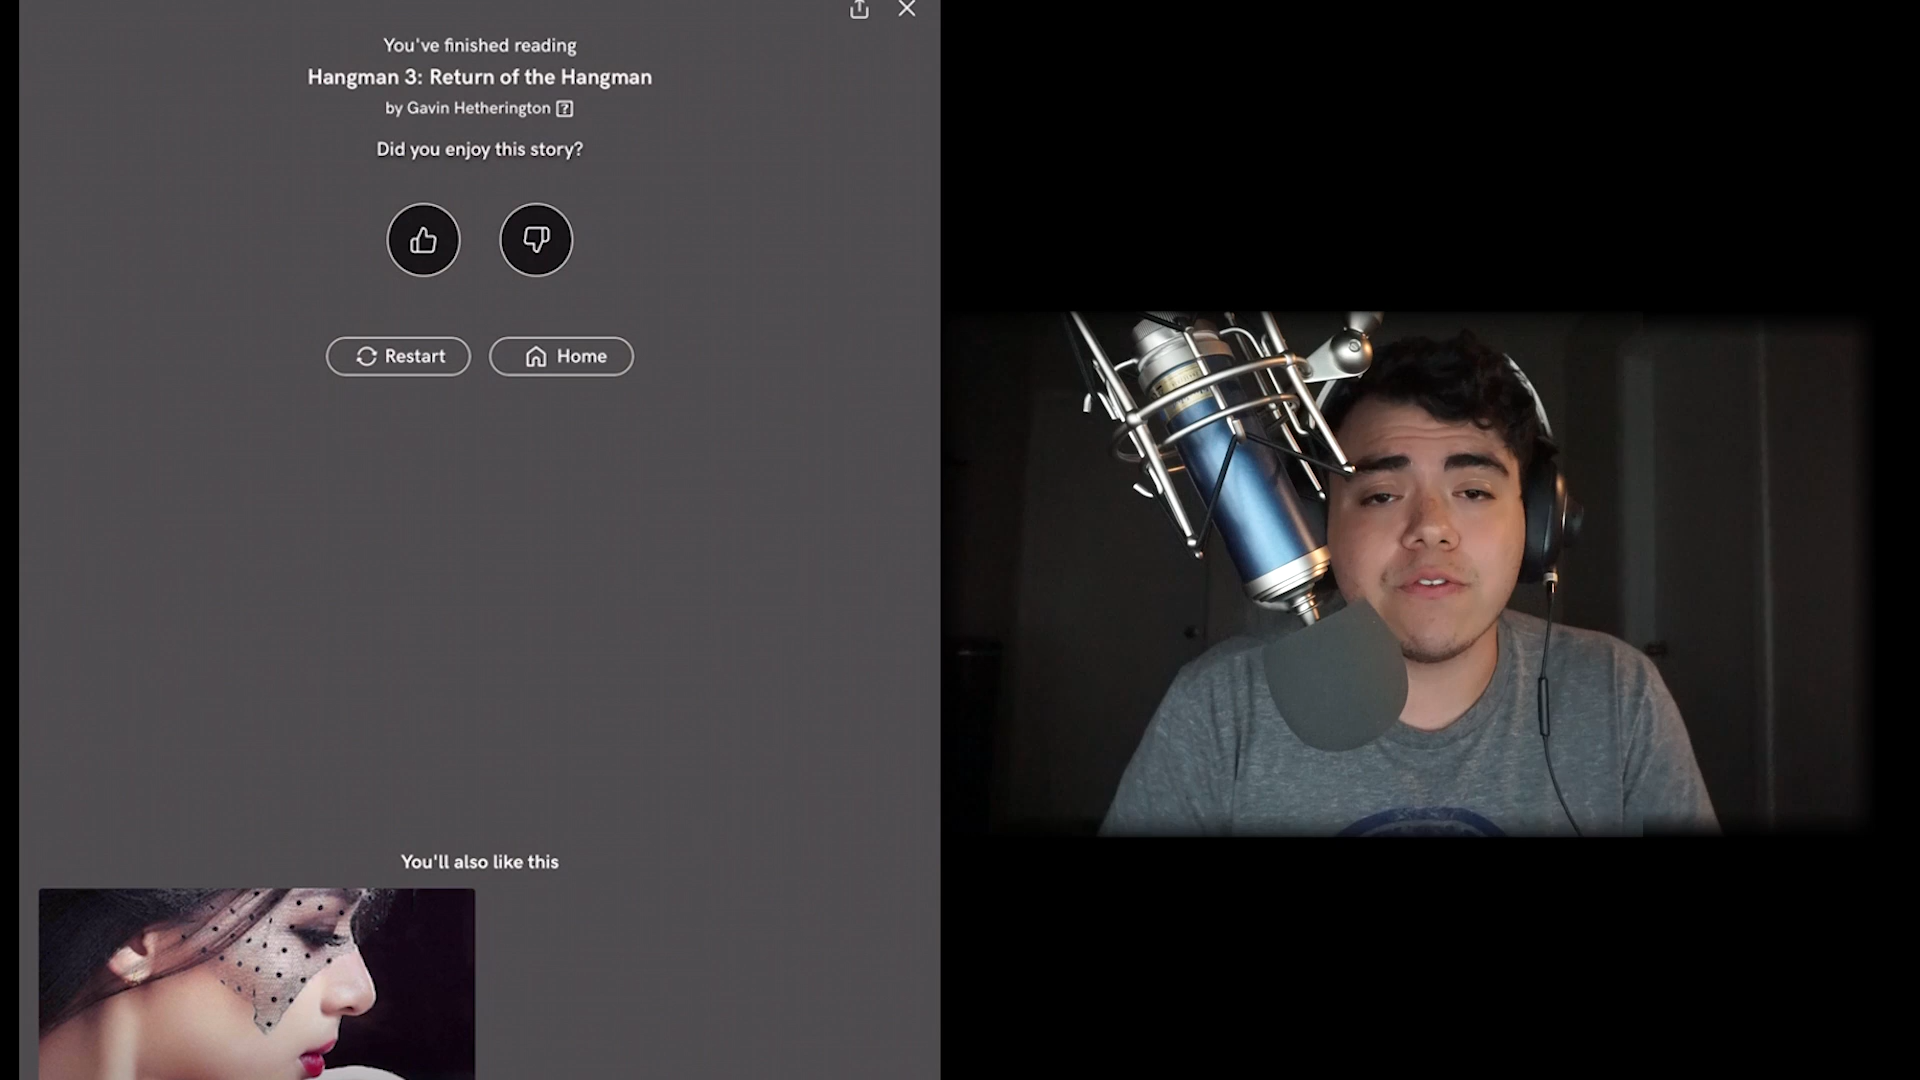 You've finished reading
Hangman 3: Return of the Hangman
by Gavin Hetherington
Did you enjoy this story?
Restart
Home
You'll also like this